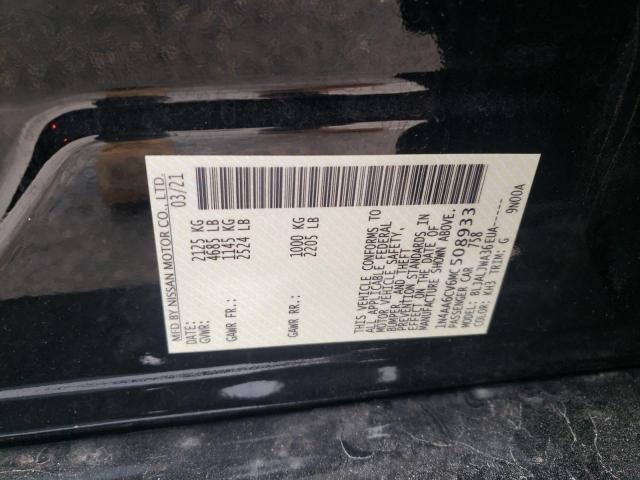 MFD BY NISSAN MOTOR CO., LTD.
DATE: 03/21
GVWR: 2125 KG
4685 LB
GAWR FR.: 1145 KG
2524 LB
GAWR RR.: 1000 KG
2205 LB
THIS VEHICLE CONFORMS TO
ALL APPLICABLE FEDERAL
MOTOR VEHICLE SAFETY,
BUMPER, AND THEFT
PREVENTION STANDARDS IN
EFFECT ON THE DATE OF
MANUFACTURE SHOWN ABOVE.
1N4AA6CV6MC508933
PASSENGER CAR 758
COLOR: KH3 TRIM: G
9N00A